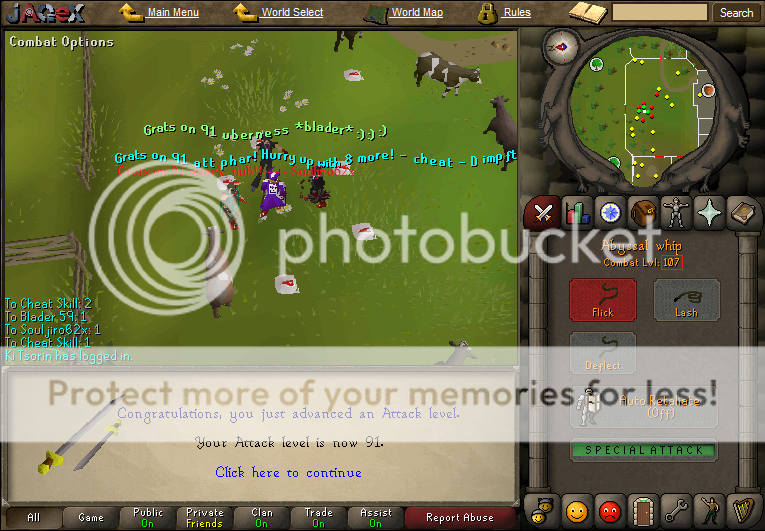 JAGEX
Main Menu
World Select
World Map
Rules
Search
Combat Options
Grats on 91 uberness *blader* :) :) :)
Grats on 91 att phar! Hurry up with 8 more! - cheat - D imp ft
photobucket
Abyssal whip
Combat Lvl: 107
Flick
Lash
Deflect
Auto Retaliate
(Off)
SPECIAL ATTACK
To Cheat Skill: 2
To Blader 59: 1
To Soul jiro62x: 1
To Cheat Skill: 1
Ki Tsorin has logged in.
Protect more of your memories for less!
Congratulations, you just advanced an Attack level.
Your Attack level is now 91.
Click here to continue
All
Game
Public
On
Private
Friends
Clan
On
Trade
On
Assist
On
Report Abuse